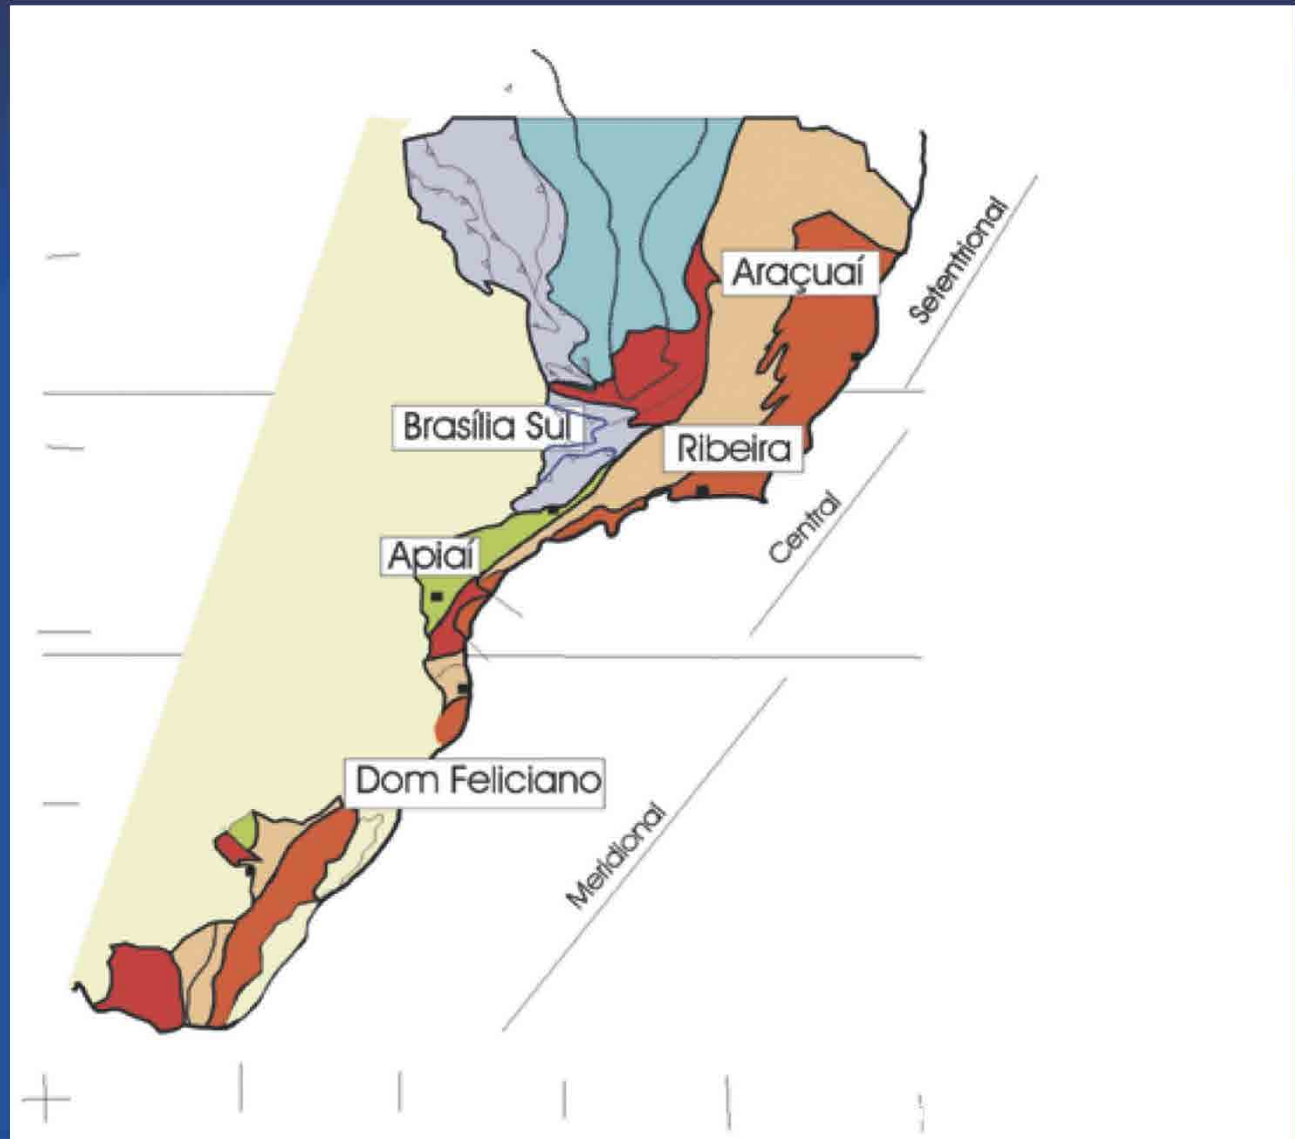 Araçuaí
Setentrional
Brasília Sul
Ribeira
Central
Apiaí
Dom Feliciano
Meridional